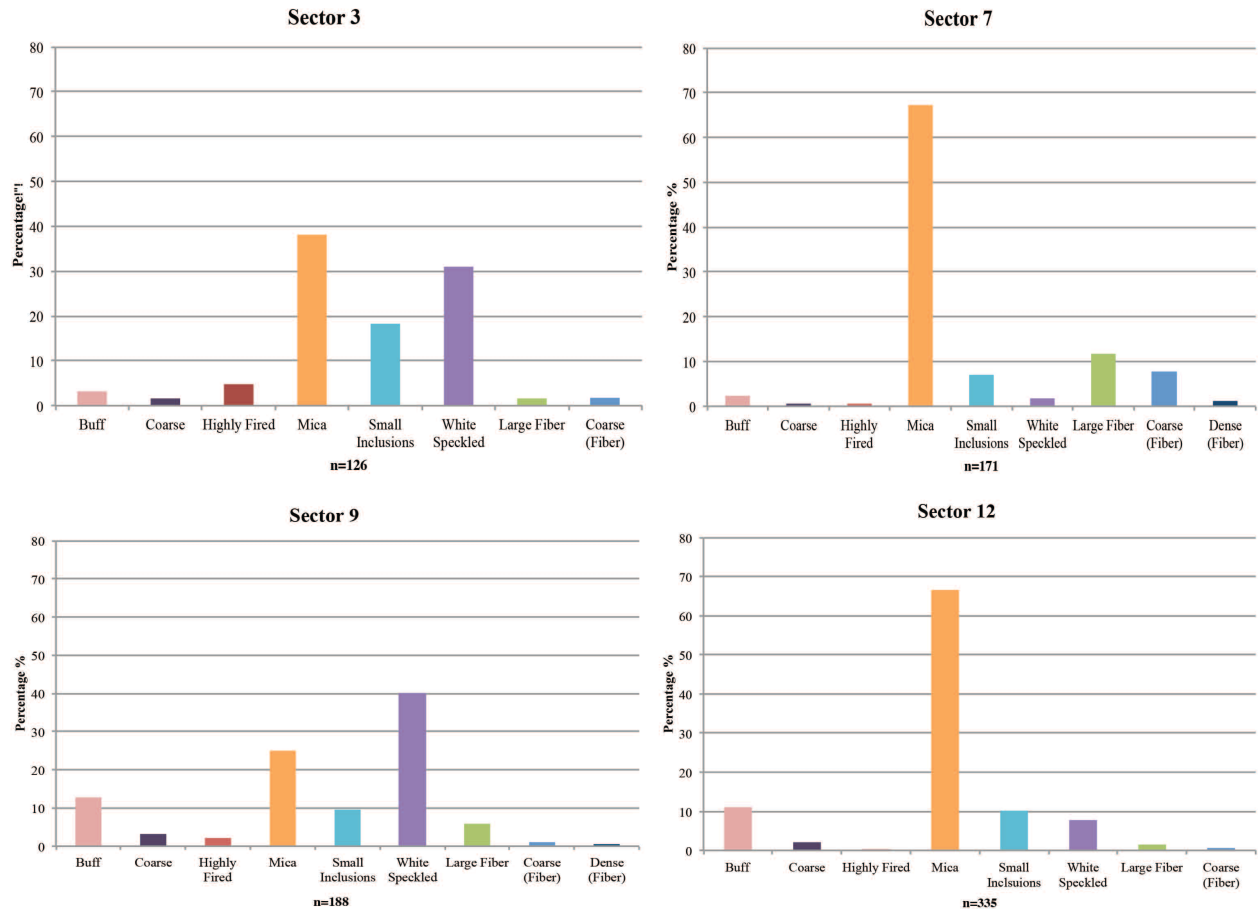 Sector 3
80
70
60
50
40
30
20
10
0
Percentage!"!
Buff
Coarse
Highly Fired
Mica
Small
Inclusions
White
Speckled
Large Fiber
Coarse
(Fiber)
n=126
Sector 7
80
70
60
50
40
30
20
10
0
Percentage %
Buff
Coarse
Highly
Fired
Mica
Small
Inclusions
White
Speckled
Large Fiber
Coarse
(Fiber)
Dense
(Fiber)
n=171
Sector 9
80
70
60
50
40
30
20
10
0
Percentage %
Buff
Coarse
Highly
Fired
Mica
Small
Inclusions
White
Speckled
Large Fiber
Coarse
(Fiber)
Dense
(Fiber)
n=188
Sector 12
80
70
60
50
40
30
20
10
0
Percentage %
Buff
Coarse
Highly Fired
Mica
Small
Inclsuions
White
Speckled
Large Fiber
Coarse
(Fiber)
n=335